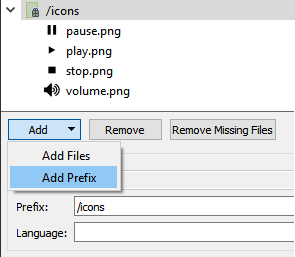 /icons
pause.png
play.png
stop.png
volume.png
Add Remove Remove Missing Files
Add Files
Add Prefix
Prefix: /icons
Language: